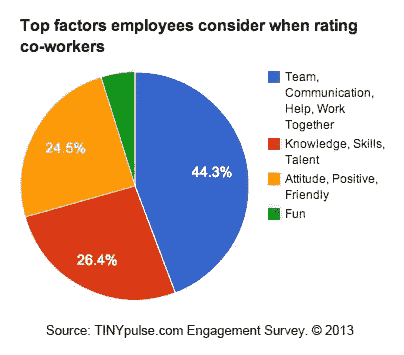 Top factors employees consider when rating
co-workers
Team,
Communication,
Help, Work
Together
Knowledge, Skills,
Talent
Attitude, Positive,
Friendly
Fun
44.3%
26.4%
24.5%
Source: TINYpulse.com Engagement Survey. © 2013